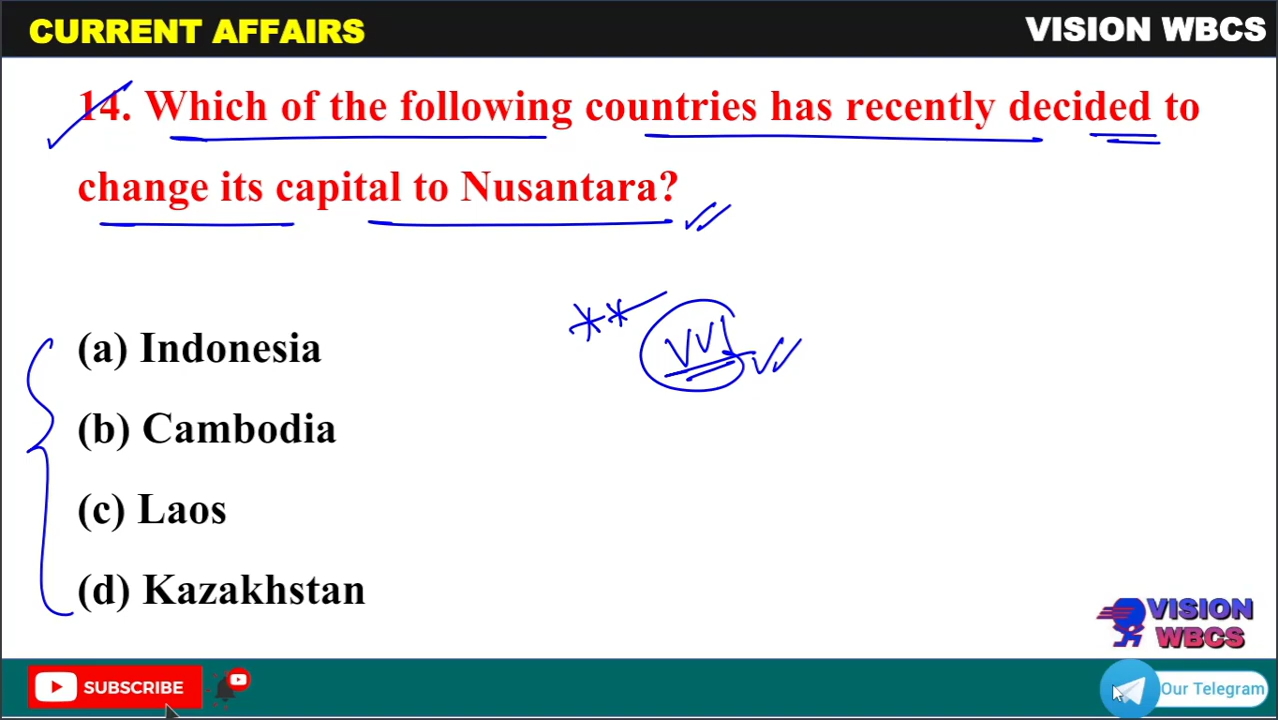 CURRENT AFFAIRS
VISION WBCS
14. Which of the following countries has recently decided to
change its capital to Nusantara?
** VVI
(a) Indonesia
(b) Cambodia
(c) Laos
(d) Kazakhstan
VISION
WBCS
SUBSCRIBE
Our Telegram